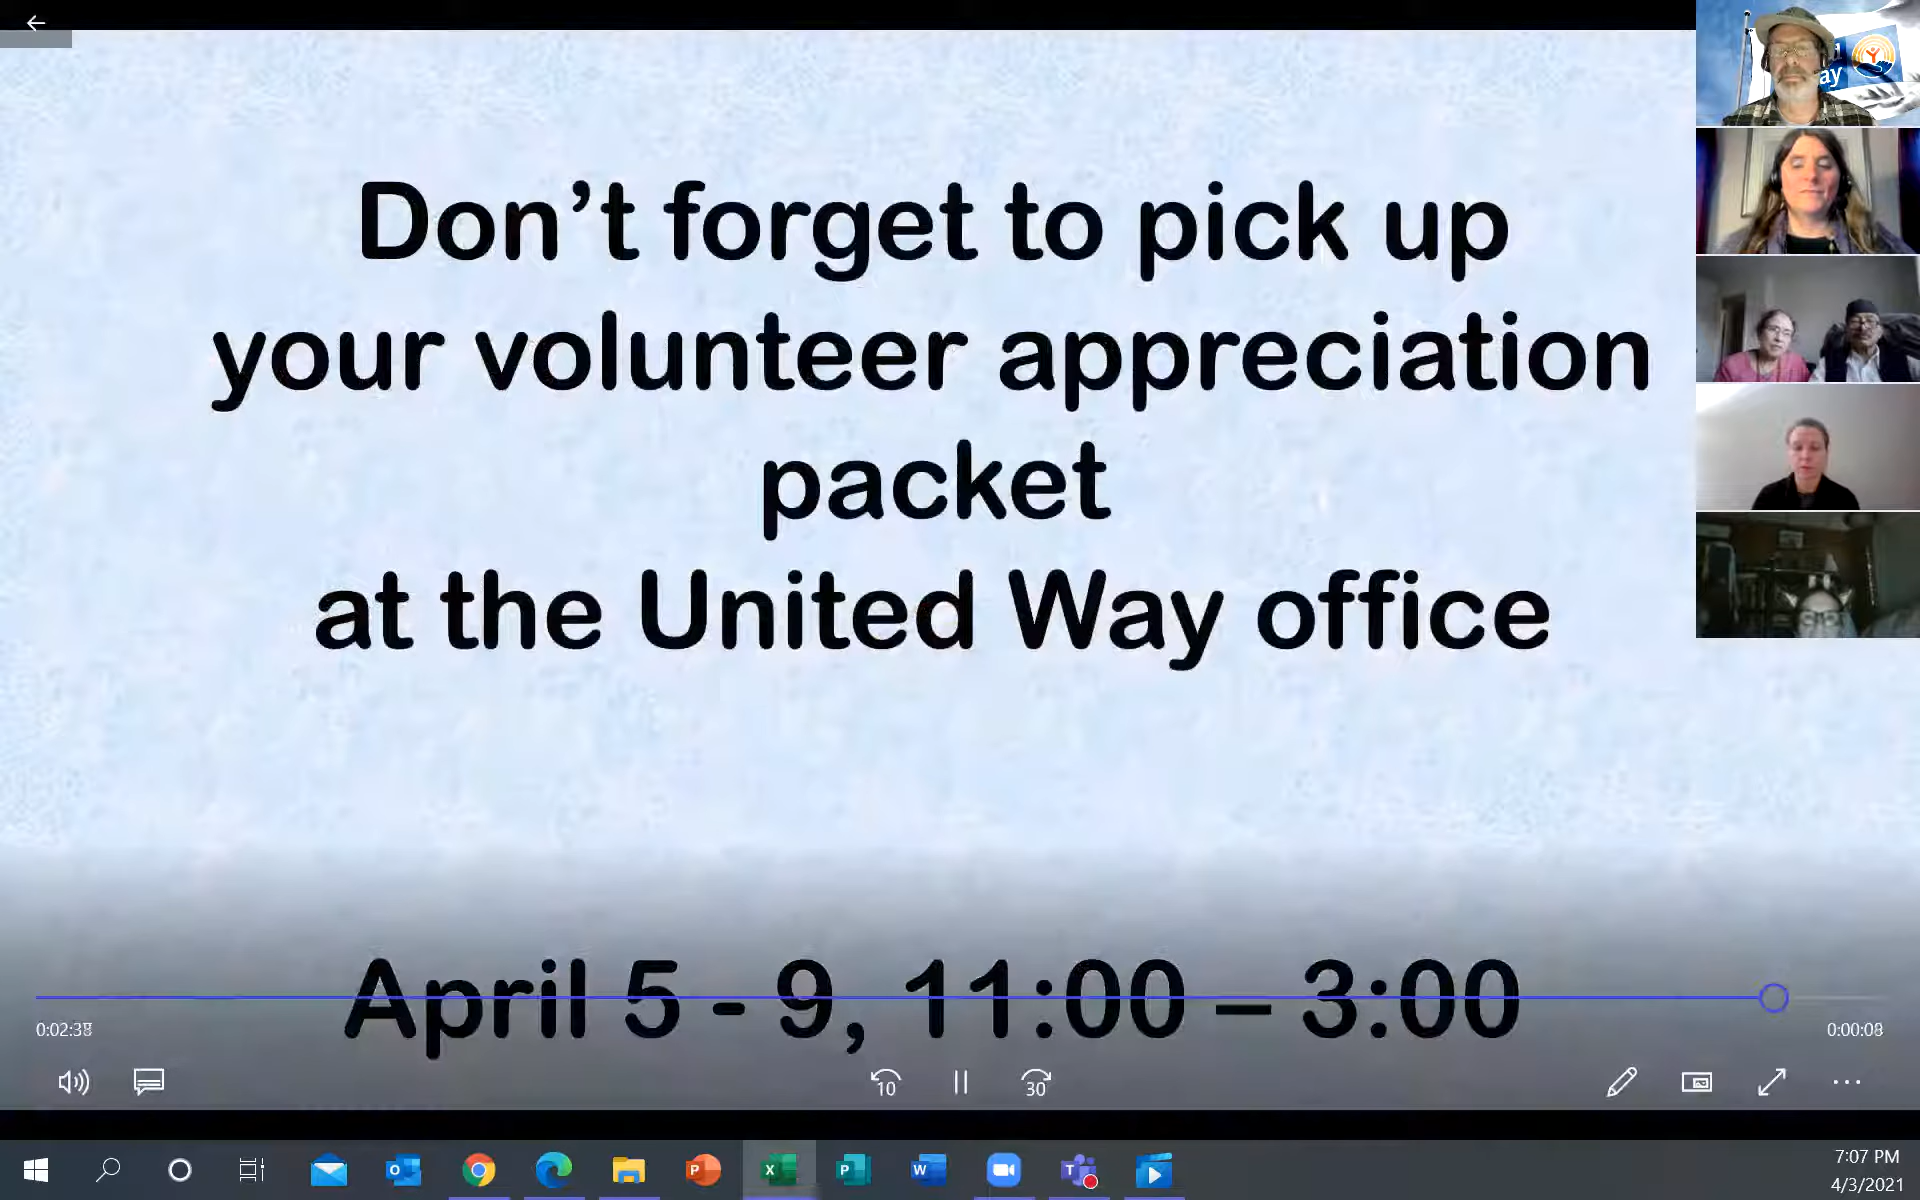 Don’t forget to pick up
your volunteer appreciation
packet
at the United Way office
April 5 - 9, 11:00 – 3:00
0:02:38
0:00:08
10
30
ay
7:07 PM
4/3/2021